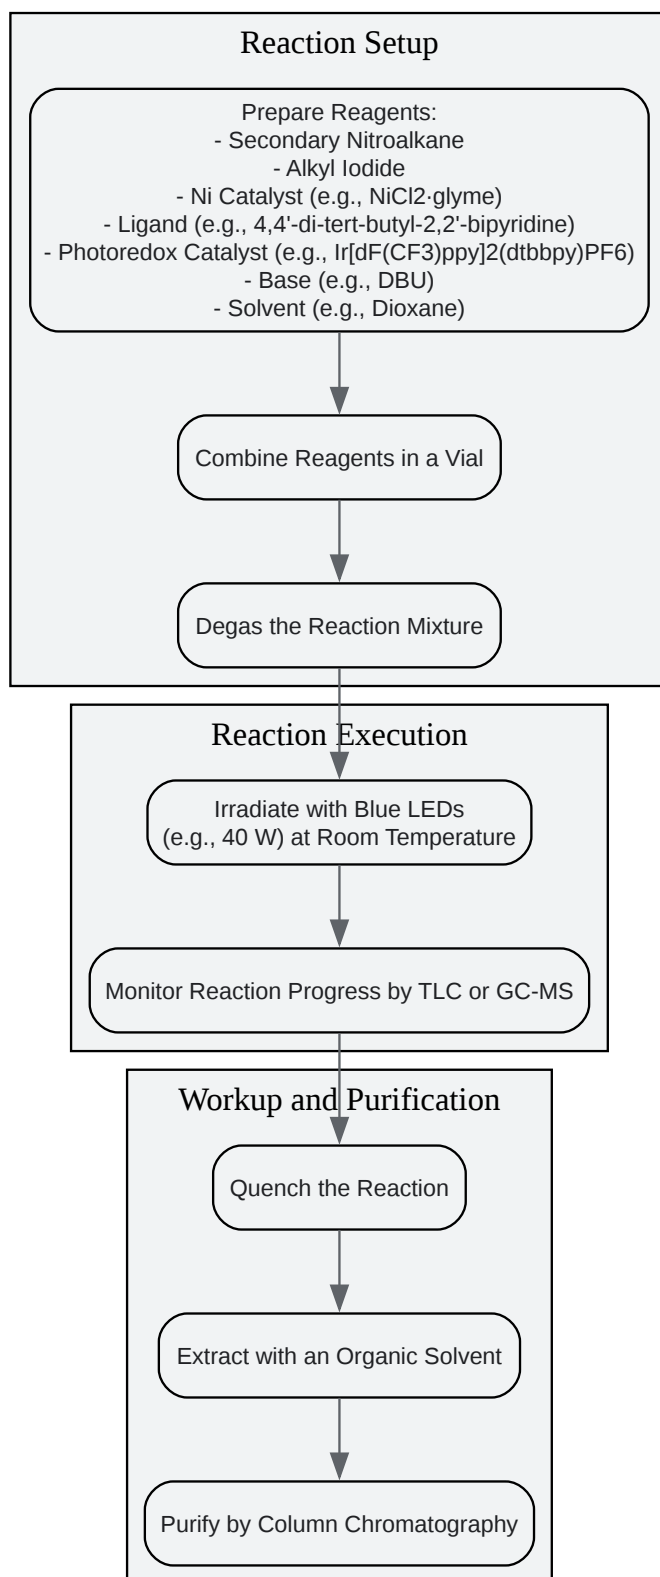 Reaction Setup
Prepare Reagents:
- Secondary Nitroalkane
- Alkyl Iodide
- Ni Catalyst (e.g., NiCl2·glyme)
- Ligand (e.g., 4,4'-di-tert-butyl-2,2'-bipyridine)
- Photoredox Catalyst (e.g., Ir[dF(CF3)ppy]2(dtbbpy)PF6)
- Base (e.g., DBU)
- Solvent (e.g., Dioxane)
Combine Reagents in a Vial
Degas the Reaction Mixture
Reaction Execution
Irradiate with Blue LEDs
(e.g., 40 W) at Room Temperature
Monitor Reaction Progress by TLC or GC-MS
Workup and Purification
Quench the Reaction
Extract with an Organic Solvent
Purify by Column Chromatography